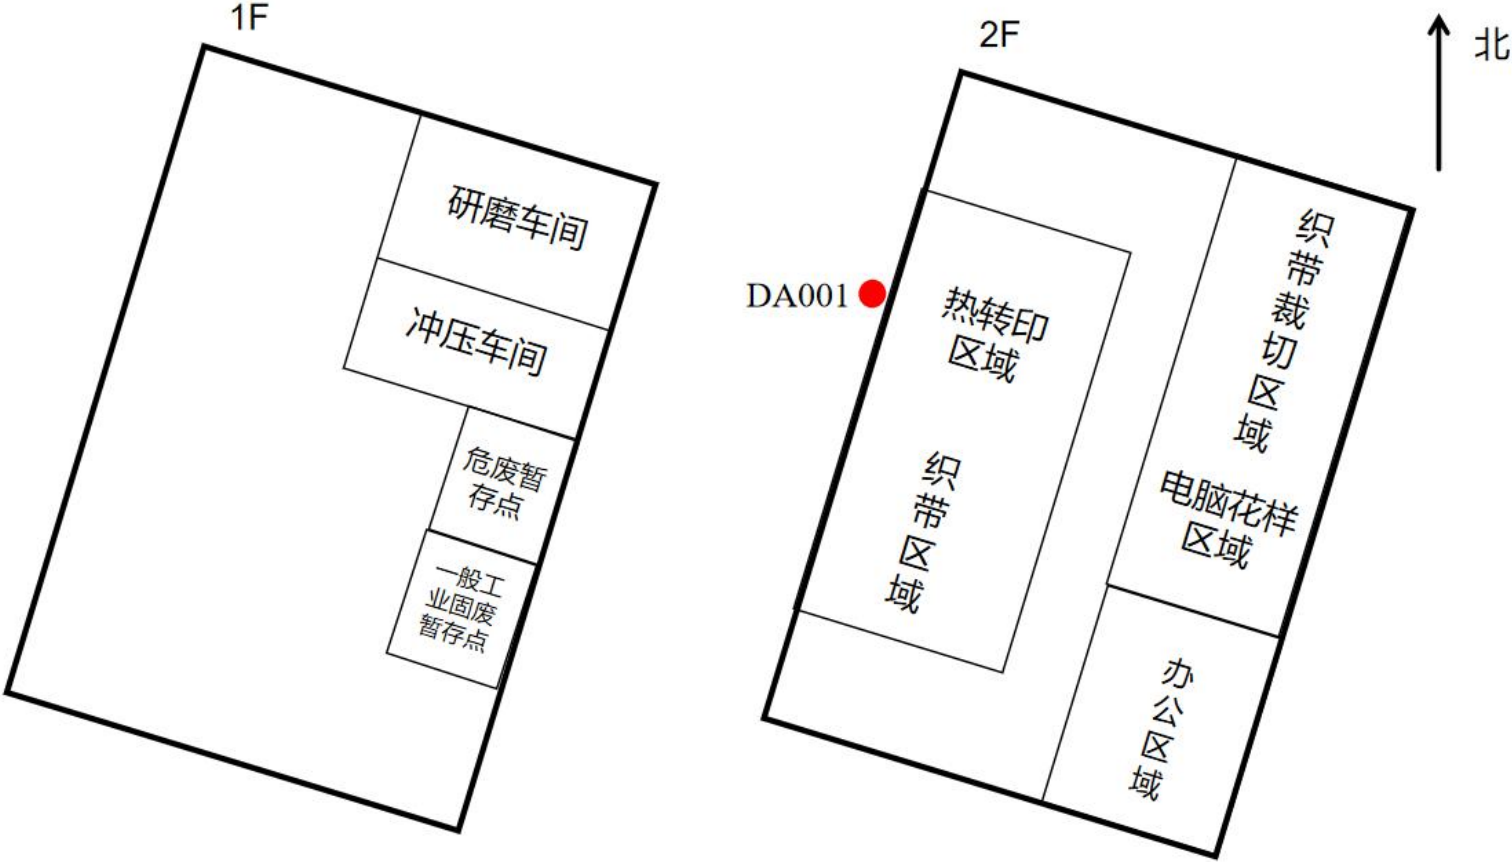 1F
研磨车间
冲压车间
危废暂
存点
一般工
业固废
暂存点
2F
北
DA001
热转印
区域
织带区域
织带裁切区域
电脑花样
区域
办公区域